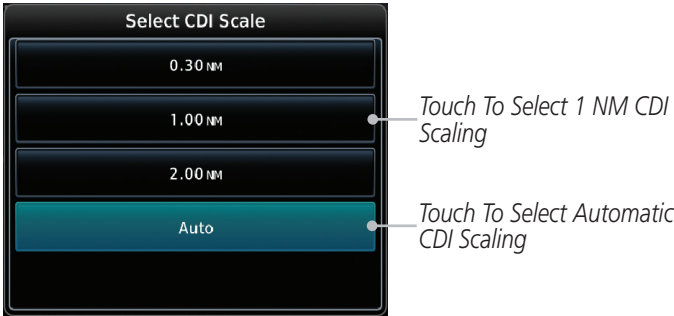 Select CDI Scale
0.30 NM
1.00 NM
Touch To Select 1 NM CDI
Scaling
2.00 NM
Auto
Touch To Select Automatic
CDI Scaling